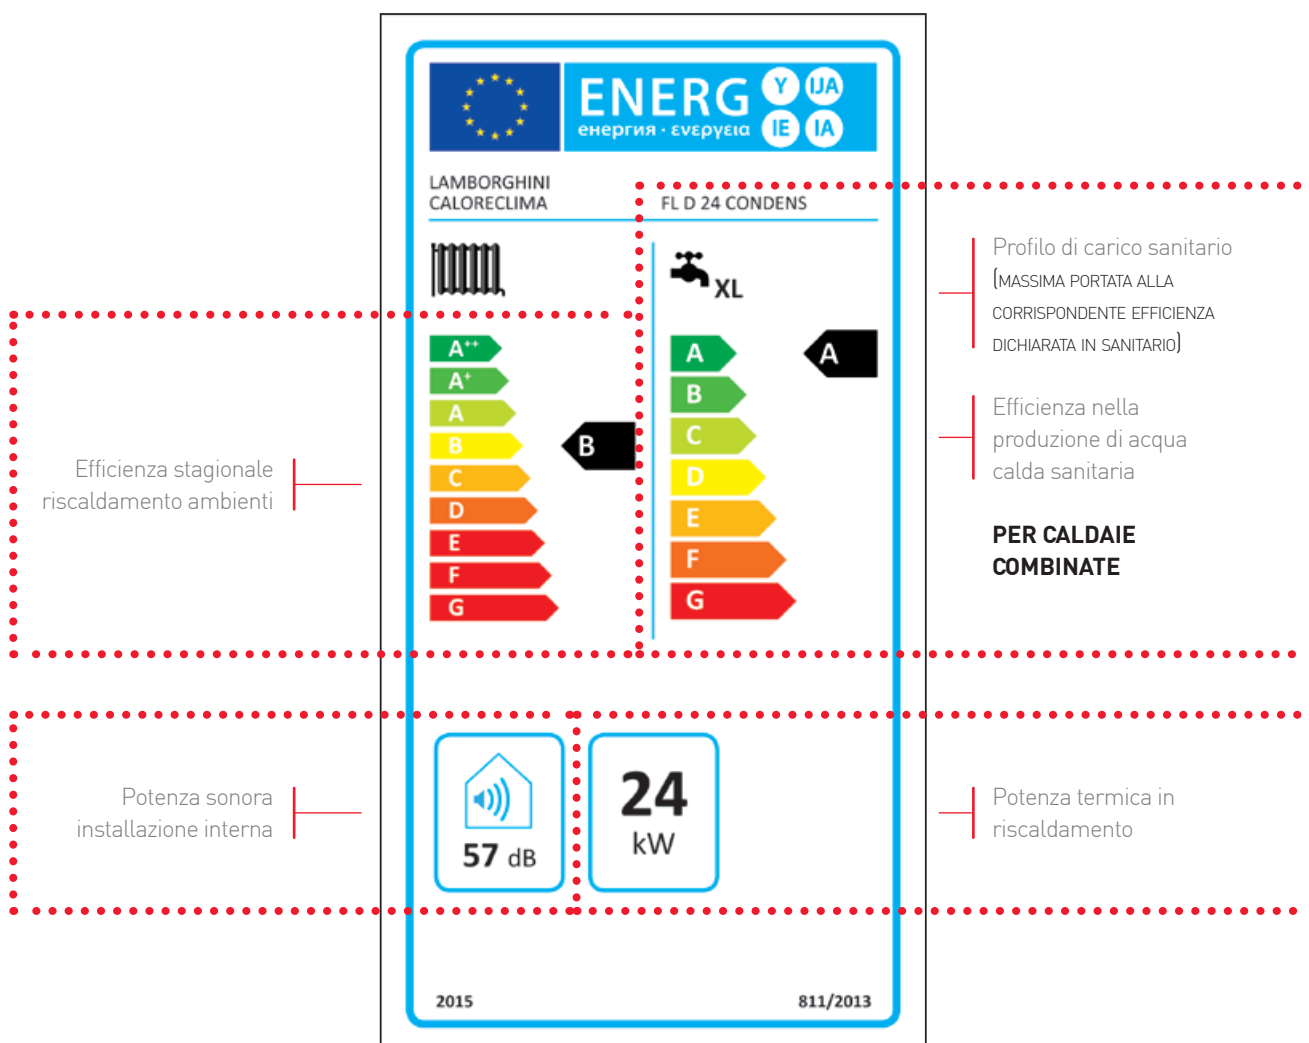 ENERG
енергия · ενεργεια
Y
IJA
IE
IA
LAMBORGHINI
CALORECLIMA
FL D 24 CONDENS
XL
A++
A+
A
B
C
D
E
F
G
B
A
B
C
D
E
F
G
A
Profilo di carico sanitario
(MASSIMA PORTATA ALLA
CORRISPONDENTE EFFICIENZA
DICHIARATA IN SANITARIO)
Efficienza nella
produzione di acqua
calda sanitaria
PER CALDAIE
COMBINATE
Efficienza stagionale
riscaldamento ambienti
Potenza sonora
installazione interna
57 dB
24
kW
Potenza termica in
riscaldamento
2015
811/2013